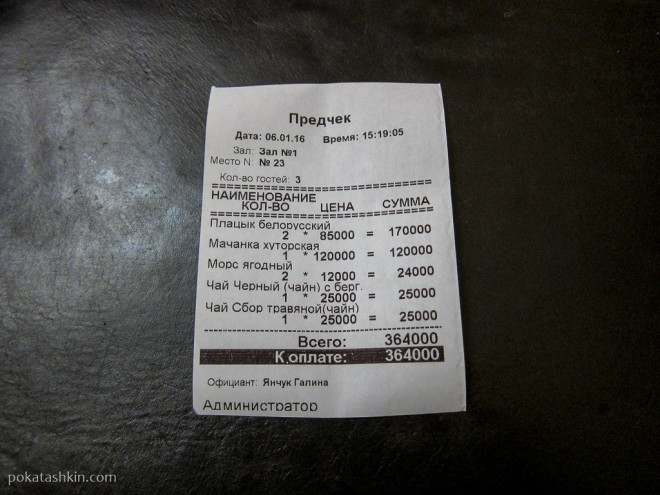 Предчек
Дата: 06.01.16 Время: 15:19:05
Зал: Зал №1
Место N: № 23
Кол-во гостей: 3
НАИМЕНОВАНИЕ
КОЛ-ВО ЦЕНА СУММА
Плацык белорусский
2 * 85000 = 170000
Мачанка хуторская
1 * 120000 = 120000
Морс ягодный
2 * 12000 = 24000
Чай Черный (чайн) с берг.
1 * 25000 = 25000
Чай Сбор травяной(чайн)
1 * 25000 = 25000
Всего: 364000
К оплате: 364000
Официант: Янчук Галина
Администратор
pokatashkin.com